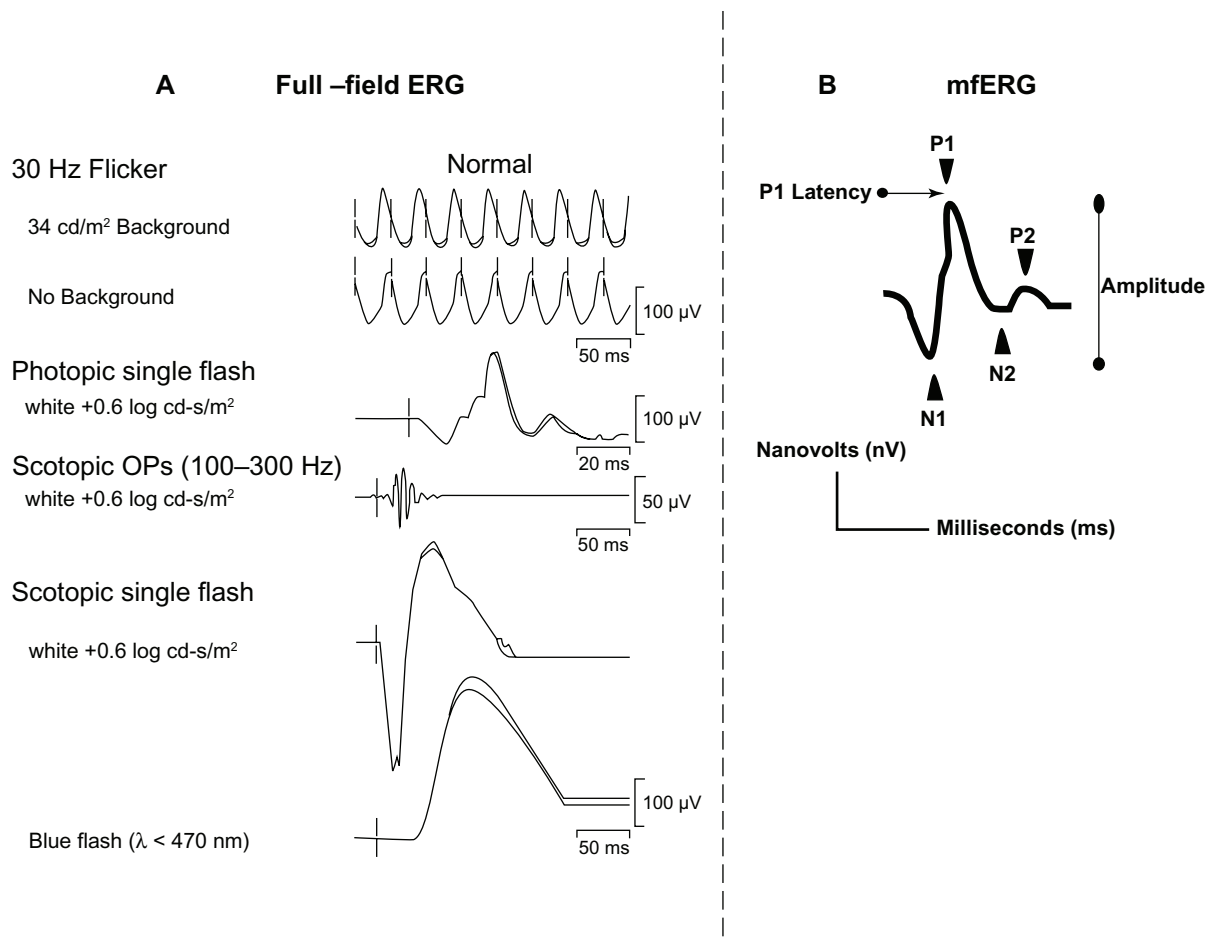 A Full –field ERG
30 Hz Flicker
Normal
34 cd/m² Background
No Background
100 µV
50 ms
Photopic single flash
white +0.6 log cd-s/m²
100 µV
20 ms
Scotopic OPs (100–300 Hz)
white +0.6 log cd-s/m²
50 µV
50 ms
Scotopic single flash
white +0.6 log cd-s/m²
100 µV
Blue flash (λ < 470 nm)
50 ms
B mfERG
P1
P1 Latency
P2
Amplitude
N2
N1
Nanovolts (nV)
Milliseconds (ms)